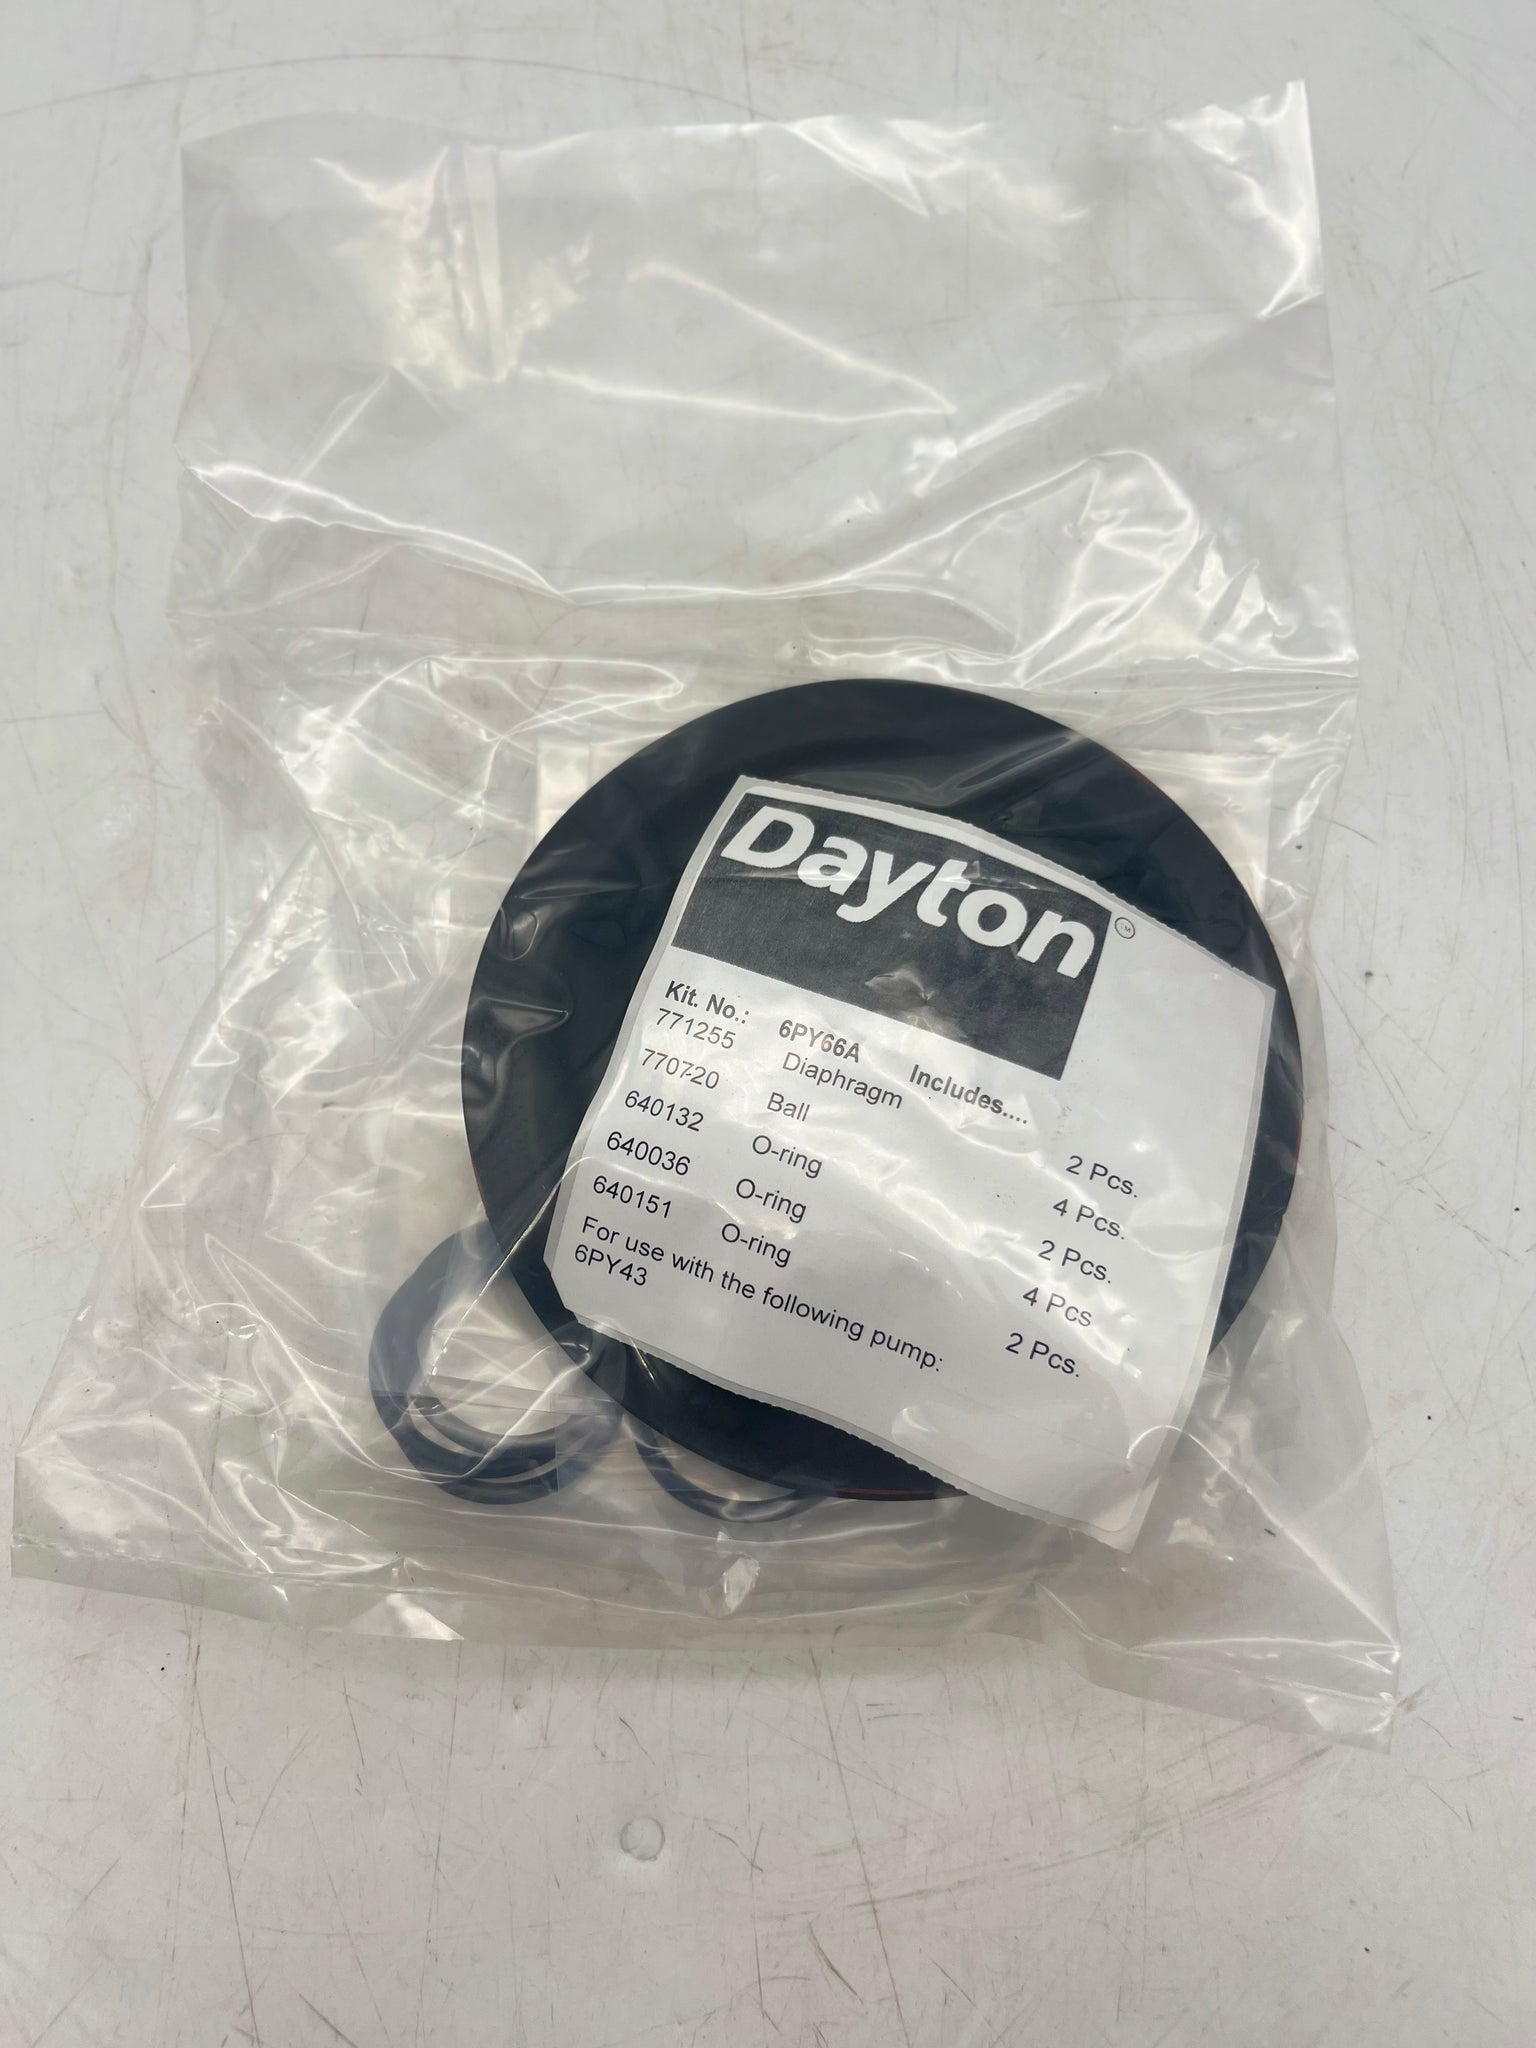 Dayton TM
Kit. No.: 6PY66A Includes....
771255 Diaphragm 2 Pcs.
770720 Ball 4 Pcs.
640132 O-ring 2 Pcs.
640036 O-ring 4 Pcs
640151 O-ring 2 Pcs.
For use with the following pump:
6PY43